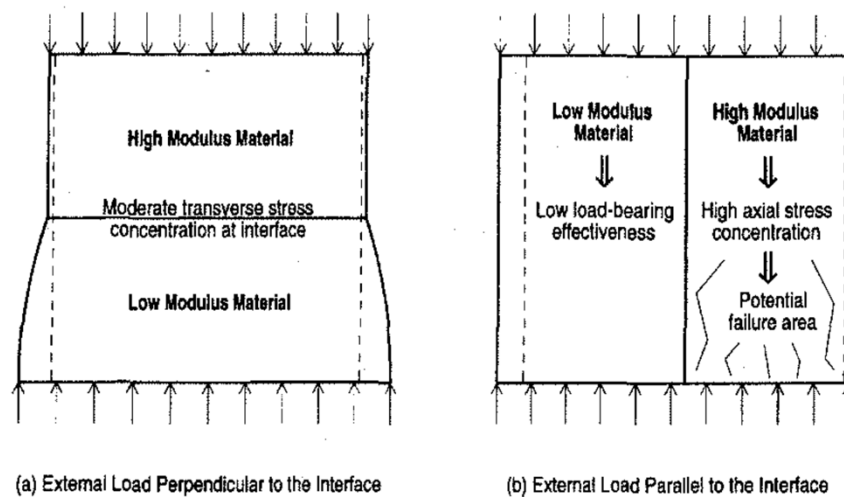 High Modulus Material
Moderate transverse stress
concentration at interface
Low Modulus Material
(a) External Load Perpendicular to the Interface
Low Modulus
Material
Low load-bearing
effectiveness
High Modulus
Material
High axial stress
concentration
Potential
failure area
(b) External Load Parallel to the Interface